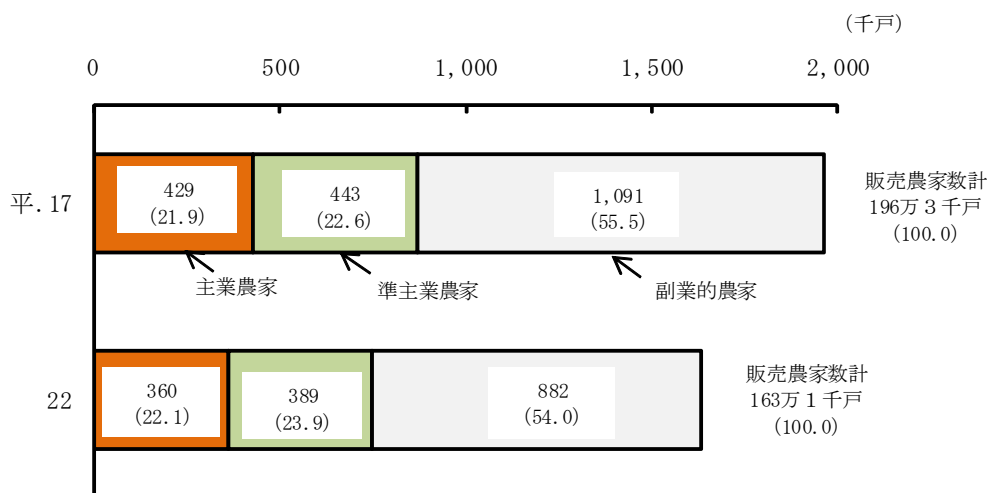 (千戸)
0 500 1,000 1,500 2,000
平.17
429
(21.9)
443
(22.6)
1,091
(55.5)
販売農家数計
196万3千戸
(100.0)
主業農家
準主業農家
副業的農家
22
360
(22.1)
389
(23.9)
882
(54.0)
販売農家数計
163万1千戸
(100.0)